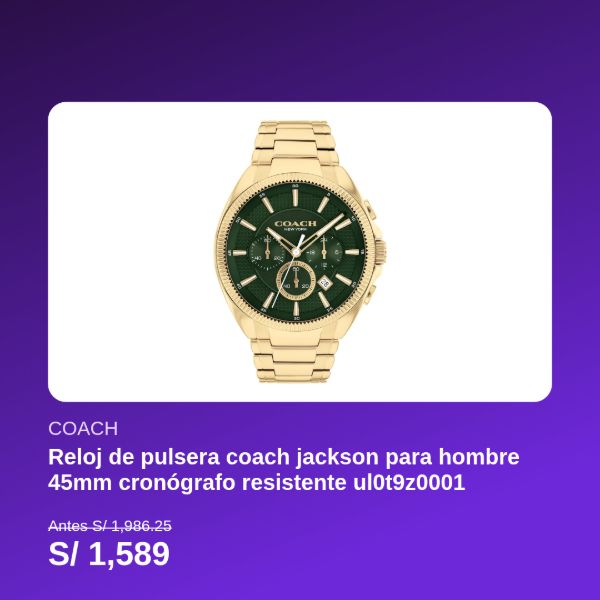 COACH
NEW YORK
COACH
Reloj de pulsera coach jackson para hombre
45mm cronógrafo resistente ul0t9z0001
Antes S/ 1,986.25
S/ 1,589